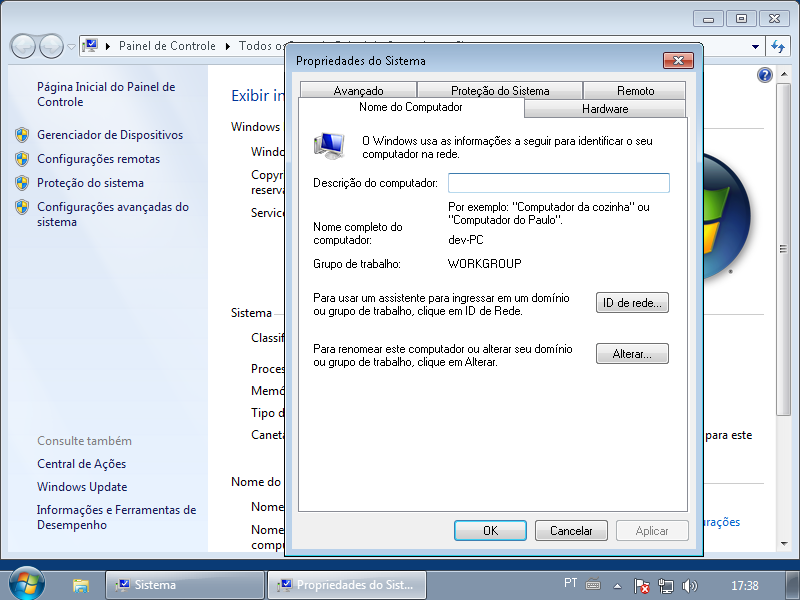 Painel de Controle
Todos os
Página Inicial do Painel de
Controle
Gerenciador de Dispositivos
Configurações remotas
Proteção do sistema
Configurações avançadas do
sistema
Consulte também
Central de Ações
Windows Update
Informações e Ferramentas de
Desempenho
Exibir in
Windows
Windo
Copyr
reserva
Service
Sistema
Classifi
Proces
Memó
Tipo d
Caneta
para este
Nome do
Nome
Nome
compu
urações
Propriedades do Sistema
Avançado
Proteção do Sistema
Remoto
Nome do Computador
Hardware
O Windows usa as informações a seguir para identificar o seu
computador na rede.
Descrição do computador:
Por exemplo: "Computador da cozinha" ou
"Computador do Paulo".
Nome completo do
computador:
dev-PC
Grupo de trabalho:
WORKGROUP
Para usar um assistente para ingressar em um domínio
ou grupo de trabalho, clique em ID de Rede.
ID de rede...
Para renomear este computador ou alterar seu domínio
ou grupo de trabalho, clique em Alterar.
Alterar...
OK
Cancelar
Aplicar
Sistema
Propriedades do Sist...
PT
17:38